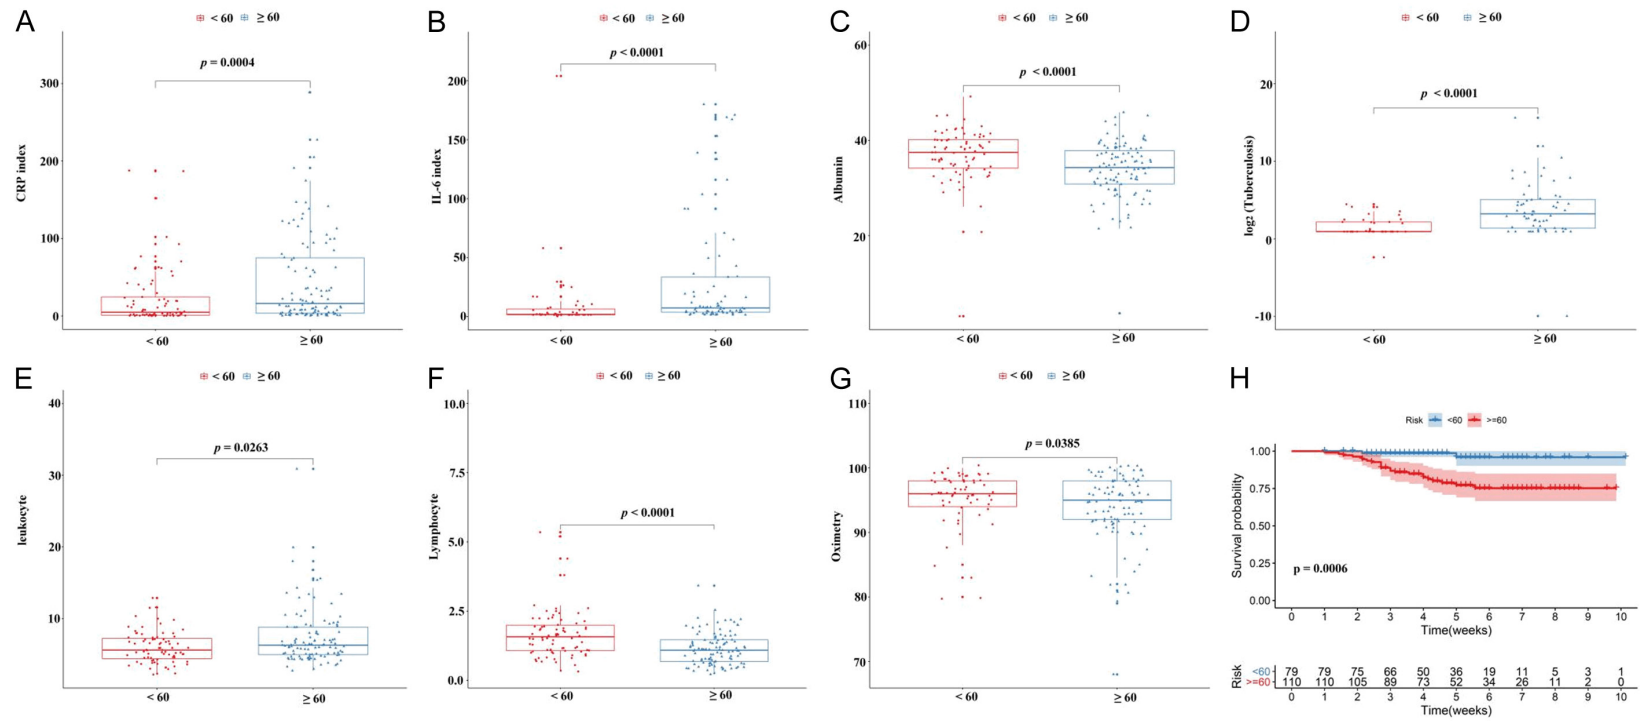 A
< 60 ≥ 60
p = 0.0004
CRP index
300
200
100
0
< 60 ≥ 60
B
< 60 ≥ 60
p < 0.0001
IL-6 index
200
150
100
50
0
< 60 ≥ 60
C
< 60 ≥ 60
p < 0.0001
Albumin
60
40
20
< 60 ≥ 60
D
< 60 ≥ 60
p < 0.0001
log2 (Tuberculosis)
20
10
0
-10
< 60 ≥ 60
E
< 60 ≥ 60
p = 0.0263
leukocyte
40
30
20
10
< 60 ≥ 60
F
< 60 ≥ 60
p < 0.0001
Lymphocyte
10.0
7.5
5.0
2.5
0.0
< 60 ≥ 60
G
< 60 ≥ 60
p = 0.0385
Oximetry
110
100
90
80
70
< 60 ≥ 60
H
Risk <60 >=60
Survival probability
1.00
0.75
0.50
0.25
0.00
p = 0.0006
0 1 2 3 4 5 6 7 8 9 10
Time(weeks)
Risk
<60 79 79 75 66 50 36 19 11 5 3 1
>=60 110 110 105 89 73 52 34 26 11 2 0
0 1 2 3 4 5 6 7 8 9 10
Time(weeks)